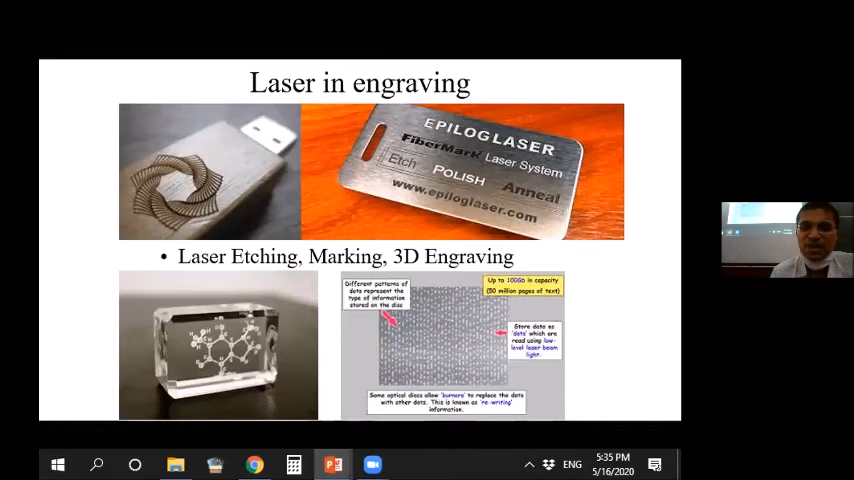 Laser in engraving
EPILOGLASER
FiberMark Laser System
Etch
POLISH
Anneal
www.epiloglaser.com
• Laser Etching, Marking, 3D Engraving
Different patterns of
dots represent the
type of information
stored on the disc
Up to 100Gb in capacity
(50 million pages of text)
Store data as
'dots' which are
read using low-
level laser beam
light.
Some optical discs allow 'burners' to replace the dots
with other dots. This is known as 're-writing'
information.
ENG
5:35 PM
5/16/2020